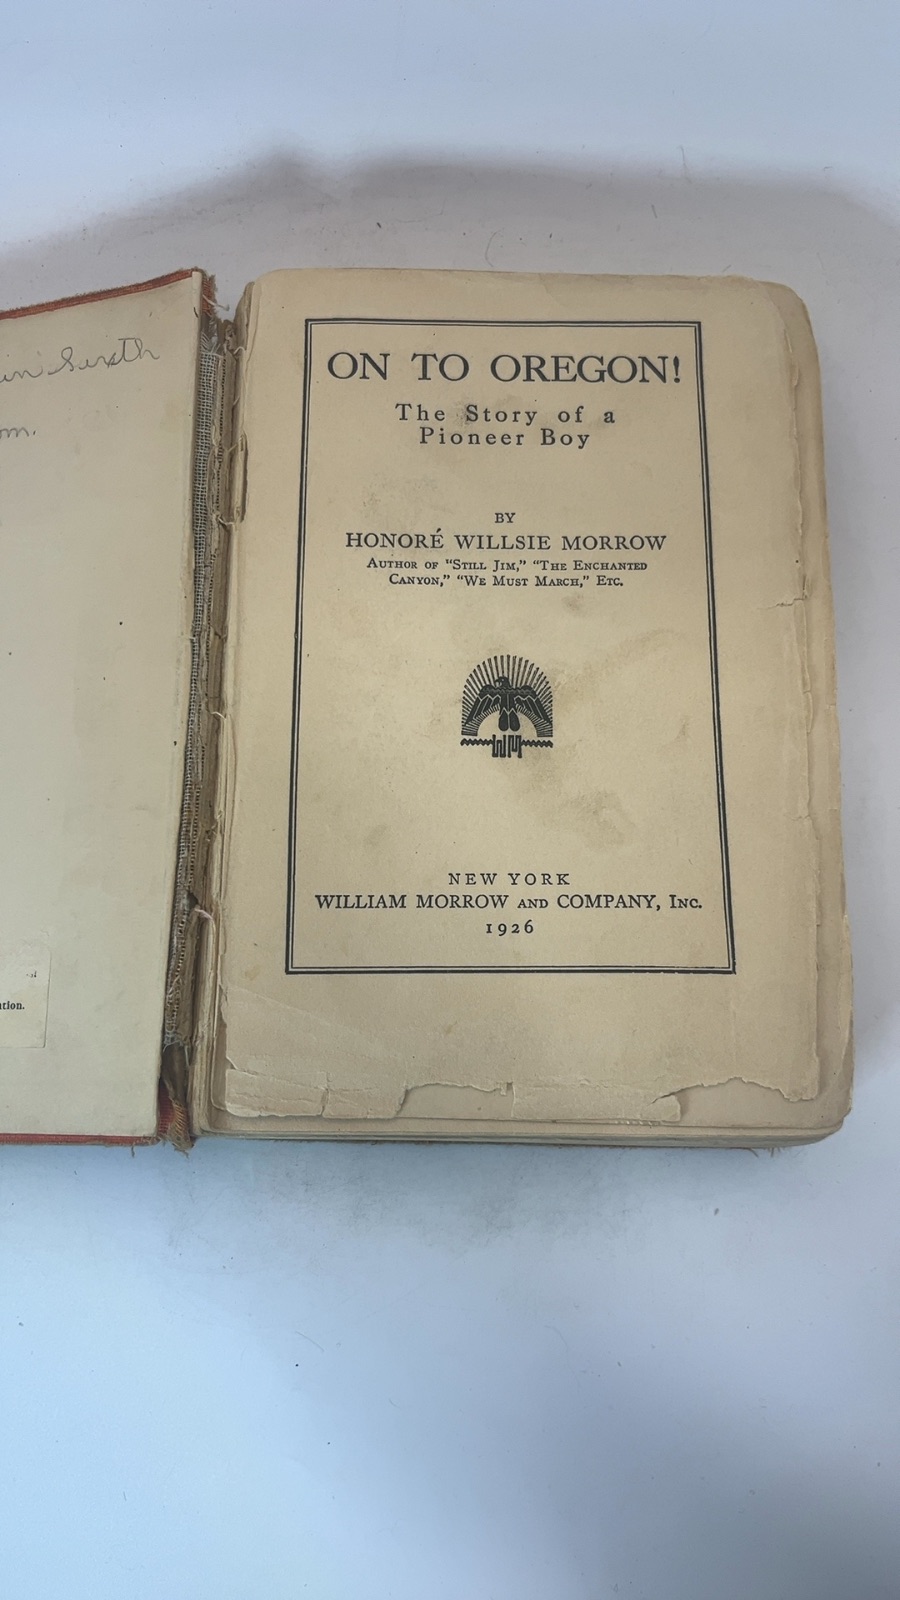 ON TO OREGON!
The Story of a
Pioneer Boy
BY
HONORÉ WILLSIE MORROW
AUTHOR OF "STILL JIM," "THE ENCHANTED
CANYON," "WE MUST MARCH," ETC.
WM
NEW YORK
WILLIAM MORROW AND COMPANY, INC.
1926